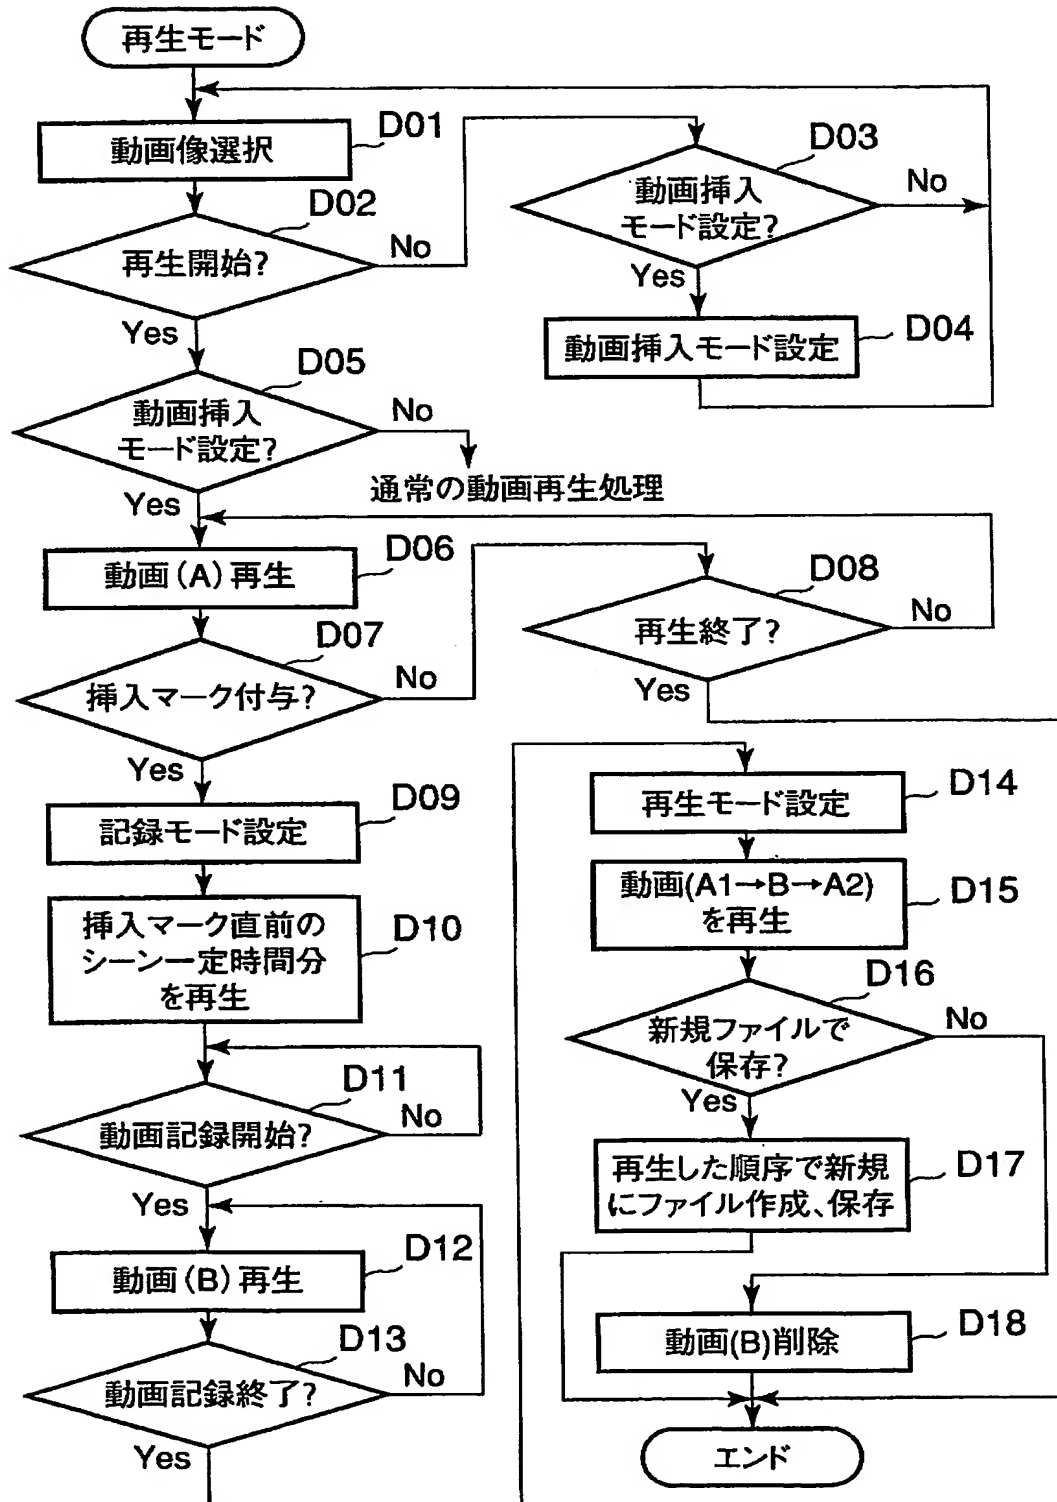 再生モード
動画像選択
D01
D02
再生開始?
No
Yes
D03
動画挿入
モード設定?
No
Yes
動画挿入モード設定
D04
D05
動画挿入
モード設定?
No
通常の動画再生処理
Yes
動画(A)再生
D06
D07
挿入マーク付与?
No
Yes
D08
再生終了?
No
Yes
記録モード設定
D09
挿入マーク直前の
シーン一定時間分
を再生
D10
D11
動画記録開始?
No
Yes
動画(B)再生
D12
D13
動画記録終了?
No
Yes
再生モード設定
D14
動画(A1→B→A2)
を再生
D15
D16
新規ファイルで
保存?
No
Yes
再生した順序で新規
にファイル作成、保存
D17
動画(B)削除
D18
エンド